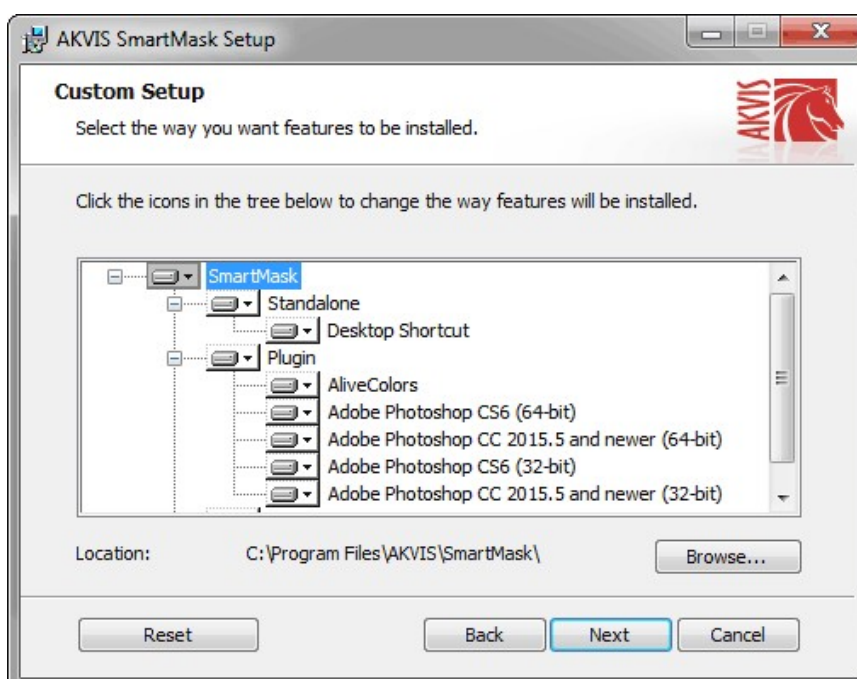 AKVIS SmartMask Setup
Custom Setup
Select the way you want features to be installed.
AKVIS
Click the icons in the tree below to change the way features will be installed.
SmartMask
Standalone
Desktop Shortcut
Plugin
AliveColors
Adobe Photoshop CS6 (64-bit)
Adobe Photoshop CC 2015.5 and newer (64-bit)
Adobe Photoshop CS6 (32-bit)
Adobe Photoshop CC 2015.5 and newer (32-bit)
Location: C:\Program Files\AKVIS\SmartMask\ Browse...
Reset Back Next Cancel